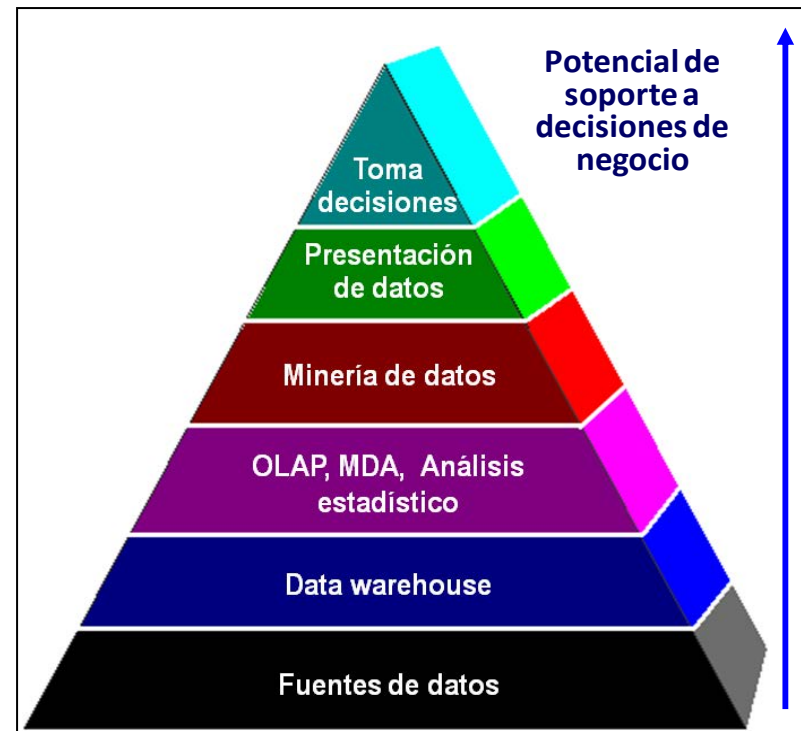 Potencial de
soporte a
decisiones de
negocio
Toma
decisiones
Presentación
de datos
Minería de datos
OLAP, MDA, Análisis
estadístico
Data warehouse
Fuentes de datos